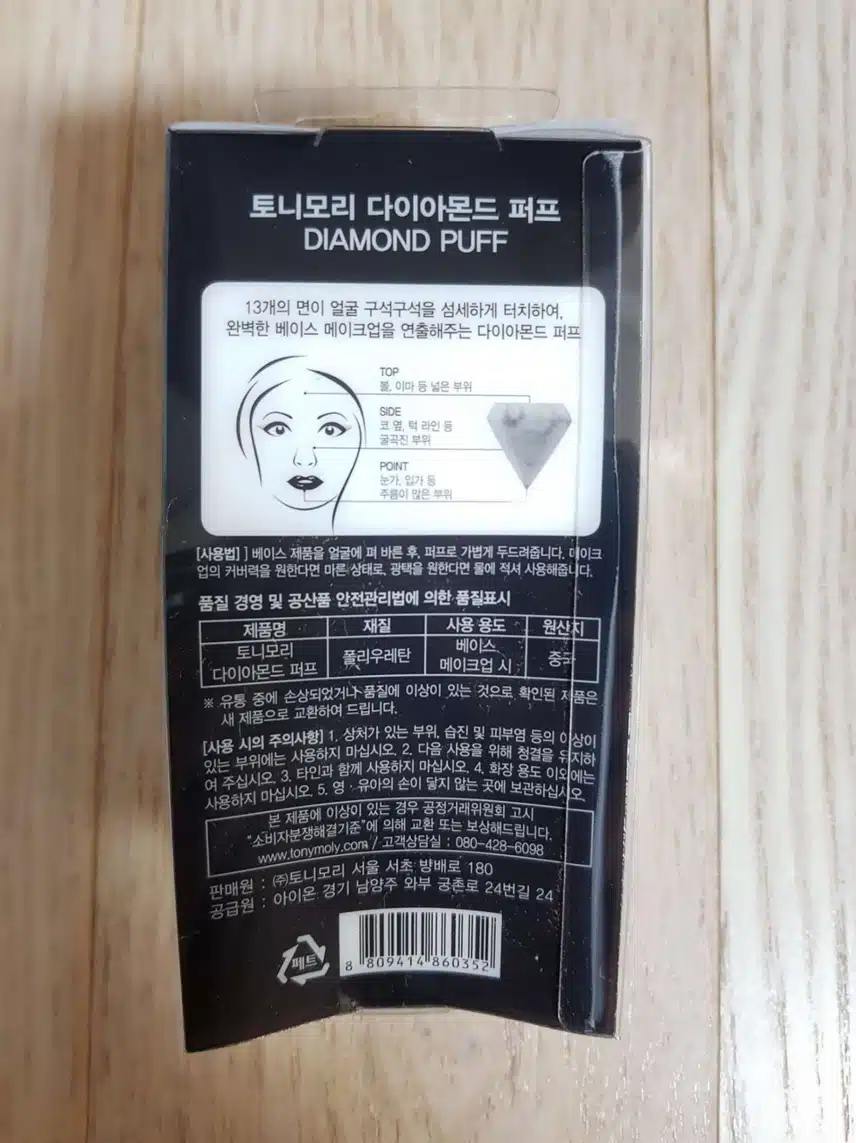 토니모리 다이아몬드 퍼프
DIAMOND PUFF
13개의 면이 얼굴 구석구석을 섬세하게 터치하여,
완벽한 베이스 메이크업을 연출해주는 다이아몬드 퍼프
TOP
볼, 이마 등 넓은 부위
SIDE
코 옆, 턱 라인 등
굴곡진 부위
POINT
눈가, 입가 등
주름이 많은 부위
[사용법] ] 베이스 제품을 얼굴에 펴 바른 후, 퍼프로 가볍게 두드려줍니다. 메이크
업의 커버력을 원한다면 마른 상태로, 광택을 원한다면 물에 적셔 사용해줍니다.
품질 경영 및 공산품 안전관리법에 의한 품질표시
제품명 재질 사용 용도 원산지
토니모리 다이아몬드 퍼프 폴리우레탄 베이스 메이크업 시 중국
※ 유통 중에 손상되었거나 품질에 이상이 있는 것으로 확인된 제품은
새 제품으로 교환하여 드립니다.
[사용 시의 주의사항] 1. 상처가 있는 부위, 습진 및 피부염 등의 이상이
있는 부위에는 사용하지 마십시오. 2. 다음 사용을 위해 청결을 유지하
여 주십시오. 3. 타인과 함께 사용하지 마십시오. 4. 화장 용도 이외에는
사용하지 마십시오. 5. 영·유아의 손이 닿지 않는 곳에 보관하십시오.
본 제품에 이상이 있는 경우 공정거래위원회 고시
"소비자분쟁해결기준"에 의해 교환 또는 보상해드립니다.
www.tonymoly.com / 고객상담실 : 080-428-6098
판매원 : ㈜토니모리 서울 서초 방배로 180
공급원 : 아이온 경기 남양주 와부 궁촌로 24번길 24
페트
8 809414 860352